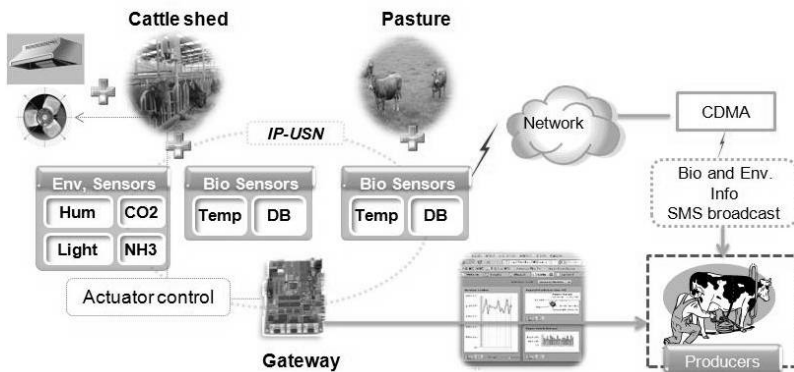 Cattle shed
Pasture
IP-USN
Network
CDMA
Env, Sensors
Hum
CO2
Light
NH3
Bio Sensors
Temp
DB
Bio Sensors
Temp
DB
Bio and Env.
Info
SMS broadcast
Actuator control
Gateway
Producers